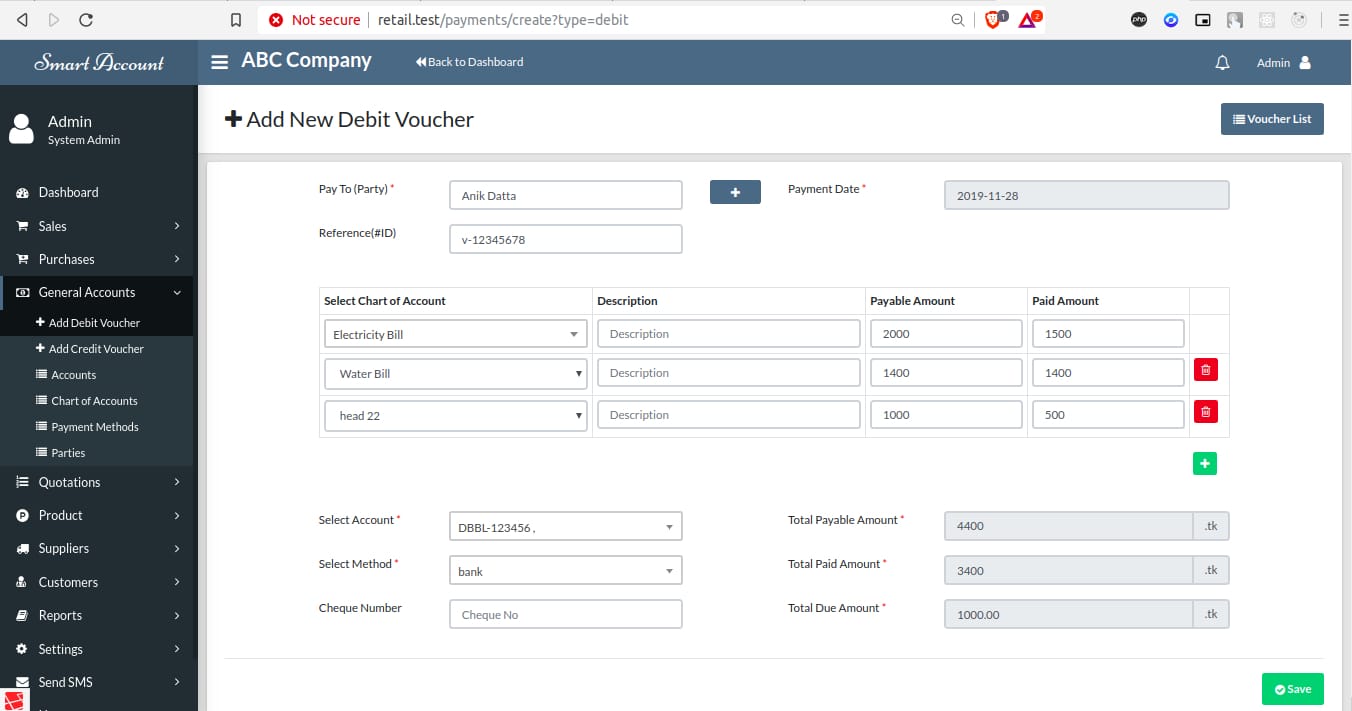 Not secure retail.test/payments/create?type=debit 1 2 php
Smart Account ABC Company Back to Dashboard Admin
Admin
System Admin
Dashboard
Sales
Purchases
General Accounts
Add Debit Voucher
Add Credit Voucher
Accounts
Chart of Accounts
Payment Methods
Parties
Quotations
Product
Suppliers
Customers
Reports
Settings
Send SMS
Add New Debit Voucher Voucher List
Pay To (Party) * Anik Datta Payment Date * 2019-11-28
Reference(#ID) v-12345678
Select Chart of Account Description Payable Amount Paid Amount
Electricity Bill Description 2000 1500
Water Bill Description 1400 1400
head 22 Description 1000 500
Select Account * DBBL-123456 , Total Payable Amount * 4400 .tk
Select Method * bank Total Paid Amount * 3400 .tk
Cheque Number Cheque No Total Due Amount * 1000.00 .tk
Save